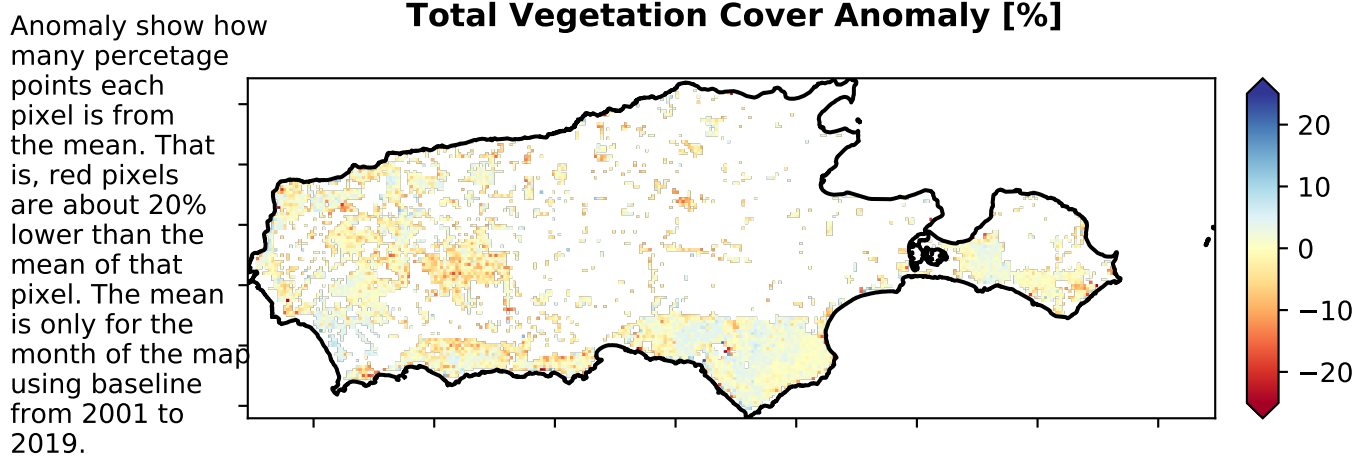 Total Vegetation Cover Anomaly [%]
Anomaly show how
many percetage
points each
pixel is from
the mean. That
is, red pixels
are about 20%
lower than the
mean of that
pixel. The mean
is only for the
month of the map
using baseline
from 2001 to
2019.
20
10
0
−10
−20